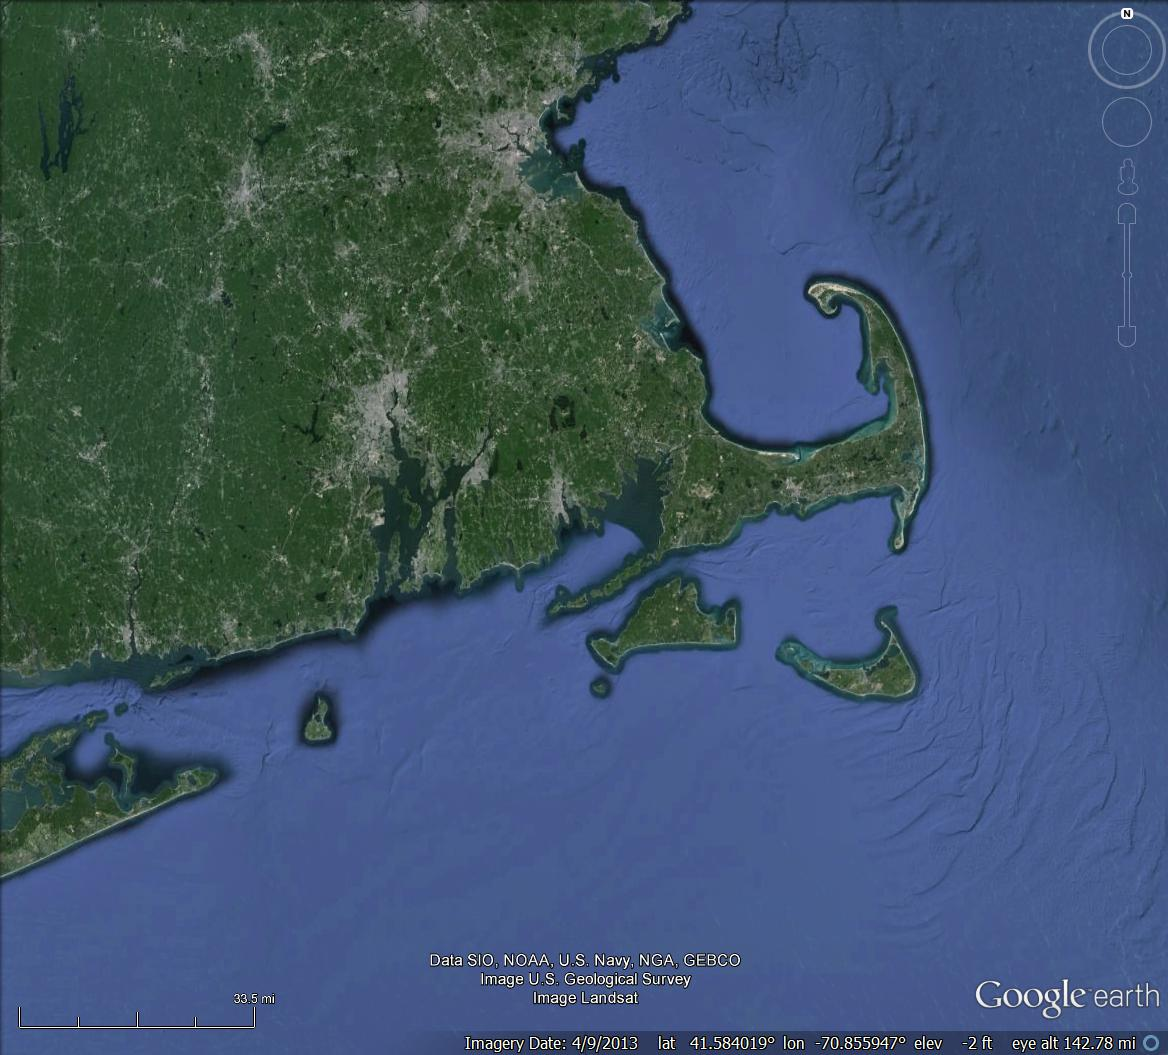 N
33.5 mi
Data SIO, NOAA, U.S. Navy, NGA, GEBCO
Image U.S. Geological Survey
Image Landsat
Google earth
Imagery Date: 4/9/2013 lat 41.584019° lon -70.855947° elev -2 ft eye alt 142.78 mi